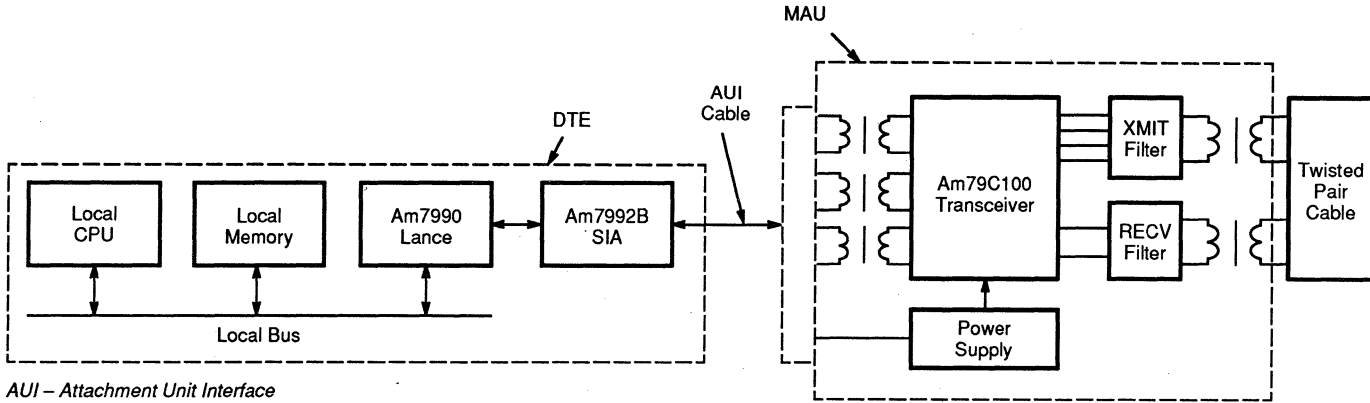 MAU
AUI
Cable
DTE
Local
CPU
Local
Memory
Am7990
Lance
Am7992B
SIA
Local Bus
Am79C100
Transceiver
XMIT
Filter
RECV
Filter
Power
Supply
Twisted
Pair
Cable
AUI – Attachment Unit Interface